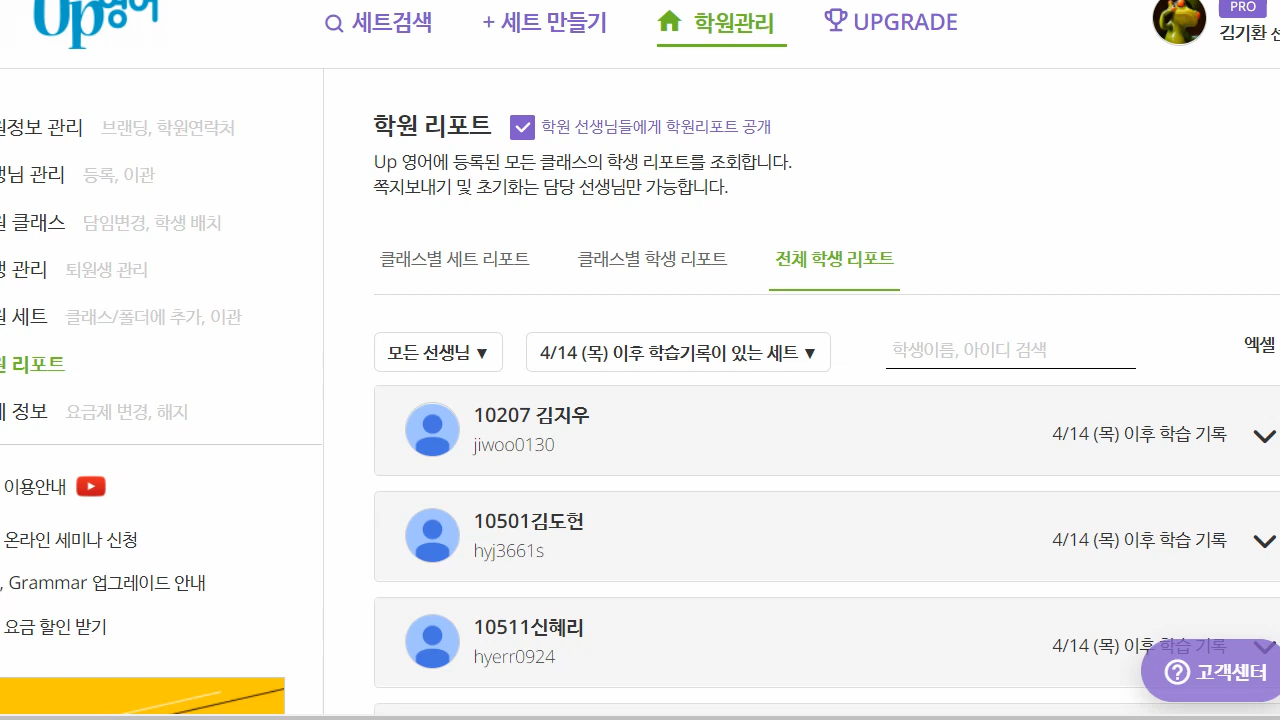 Up영어
세트검색
+ 세트 만들기
학원관리
UPGRADE
PRO
김기환
원정보 관리 브랜딩, 학원연락처
생님 관리 등록, 이관
원 클래스 담임변경, 학생 배치
생 관리 퇴원생 관리
원 세트 클래스/폴더에 추가, 이관
원 리포트
제 정보 요금제 변경, 해지
이용안내
온라인 세미나 신청
, Grammar 업그레이드 안내
요금 할인 받기
학원 리포트 학원 선생님들에게 학원리포트 공개
Up 영어에 등록된 모든 클래스의 학생 리포트를 조회합니다.
쪽지보내기 및 초기화는 담당 선생님만 가능합니다.
클래스별 세트 리포트 클래스별 학생 리포트 전체 학생 리포트
모든 선생님 ▼ 4/14 (목) 이후 학습기록이 있는 세트 ▼ 학생이름, 아이디 검색 엑셀
10207 김지우
jiwoo0130
4/14 (목) 이후 학습 기록
10501김도헌
hyj3661s
4/14 (목) 이후 학습 기록
10511신혜리
hyerr0924
4/14 (목) 이후 학습 기록
고객센터